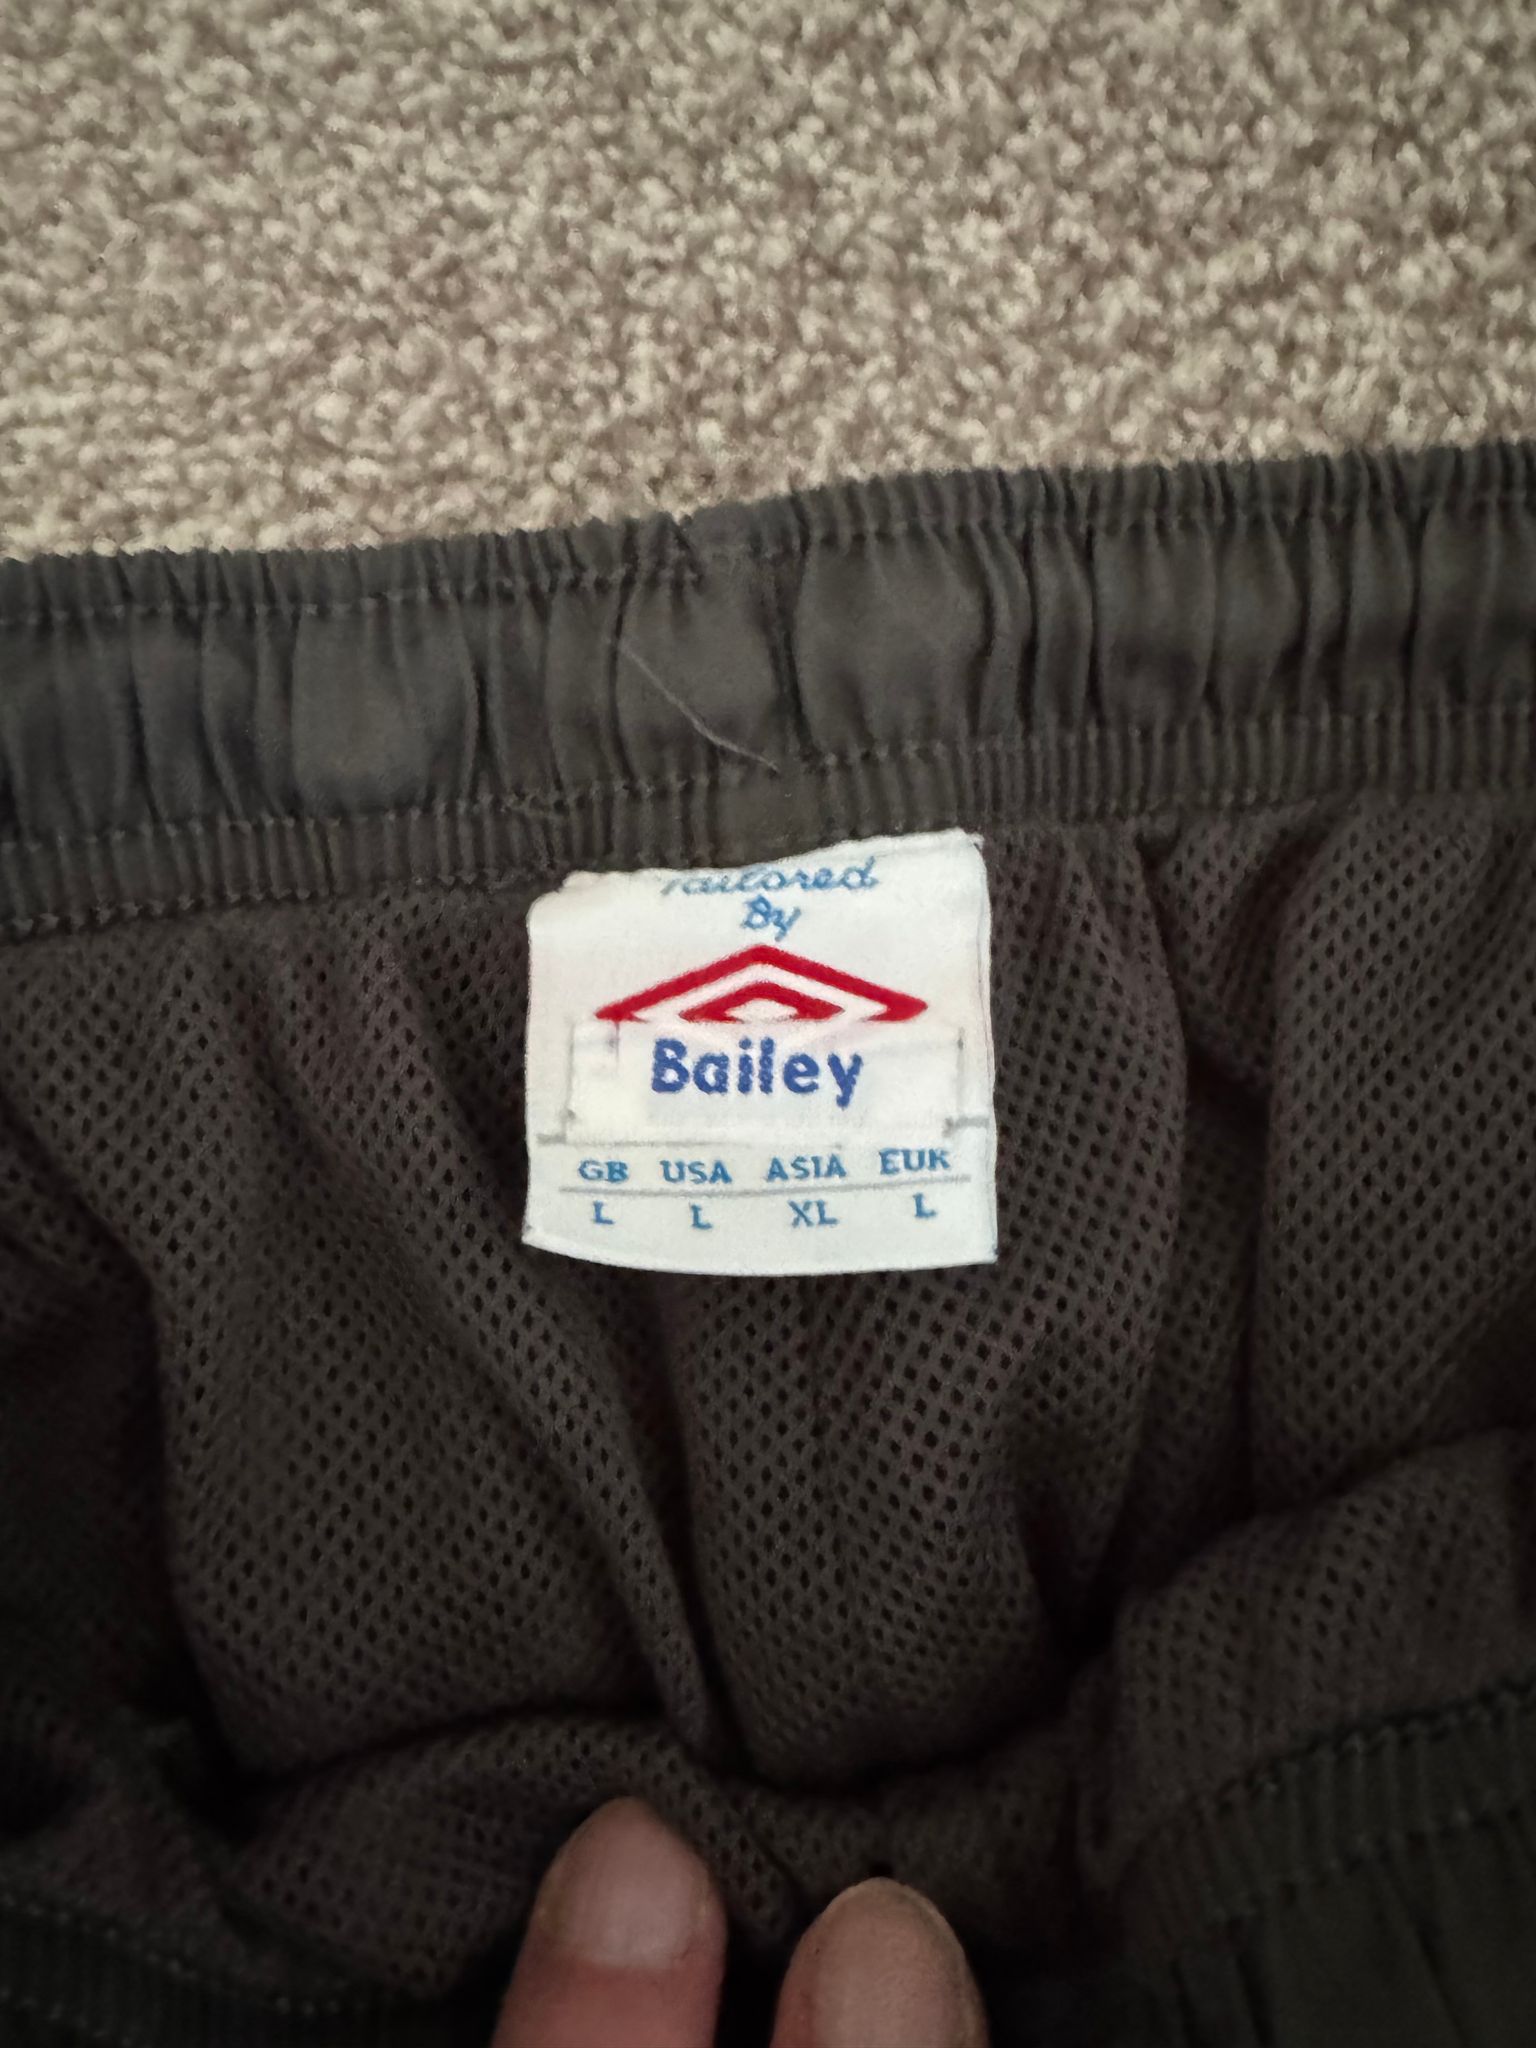 Tailored
By
Bailey
GB USA ASIA EUR
L L XL L